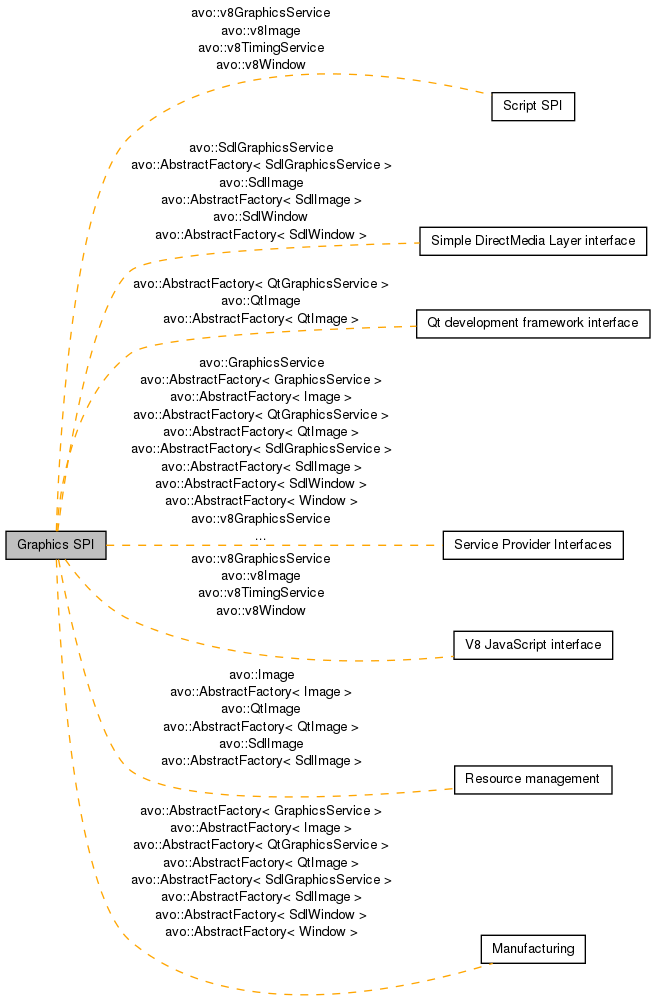 avo::v8GraphicsService
avo::v8Image
avo::v8TimingService
avo::v8Window
Script SPI
avo::SdlGraphicsService
avo::AbstractFactory< SdlGraphicsService >
avo::SdlImage
avo::AbstractFactory< SdlImage >
avo::SdlWindow
avo::AbstractFactory< SdlWindow >
Simple DirectMedia Layer interface
avo::AbstractFactory< QtGraphicsService >
avo::QtImage
avo::AbstractFactory< QtImage >
Qt development framework interface
avo::GraphicsService
avo::AbstractFactory< GraphicsService >
avo::AbstractFactory< Image >
avo::AbstractFactory< QtGraphicsService >
avo::AbstractFactory< QtImage >
avo::AbstractFactory< SdlGraphicsService >
avo::AbstractFactory< SdlImage >
avo::AbstractFactory< SdlWindow >
avo::AbstractFactory< Window >
avo::v8GraphicsService
...
Graphics SPI
Service Provider Interfaces
avo::v8GraphicsService
avo::v8Image
avo::v8TimingService
avo::v8Window
V8 JavaScript interface
avo::Image
avo::AbstractFactory< Image >
avo::QtImage
avo::AbstractFactory< QtImage >
avo::SdlImage
avo::AbstractFactory< SdlImage >
Resource management
avo::AbstractFactory< GraphicsService >
avo::AbstractFactory< Image >
avo::AbstractFactory< QtGraphicsService >
avo::AbstractFactory< QtImage >
avo::AbstractFactory< SdlGraphicsService >
avo::AbstractFactory< SdlImage >
avo::AbstractFactory< SdlWindow >
avo::AbstractFactory< Window >
Manufacturing